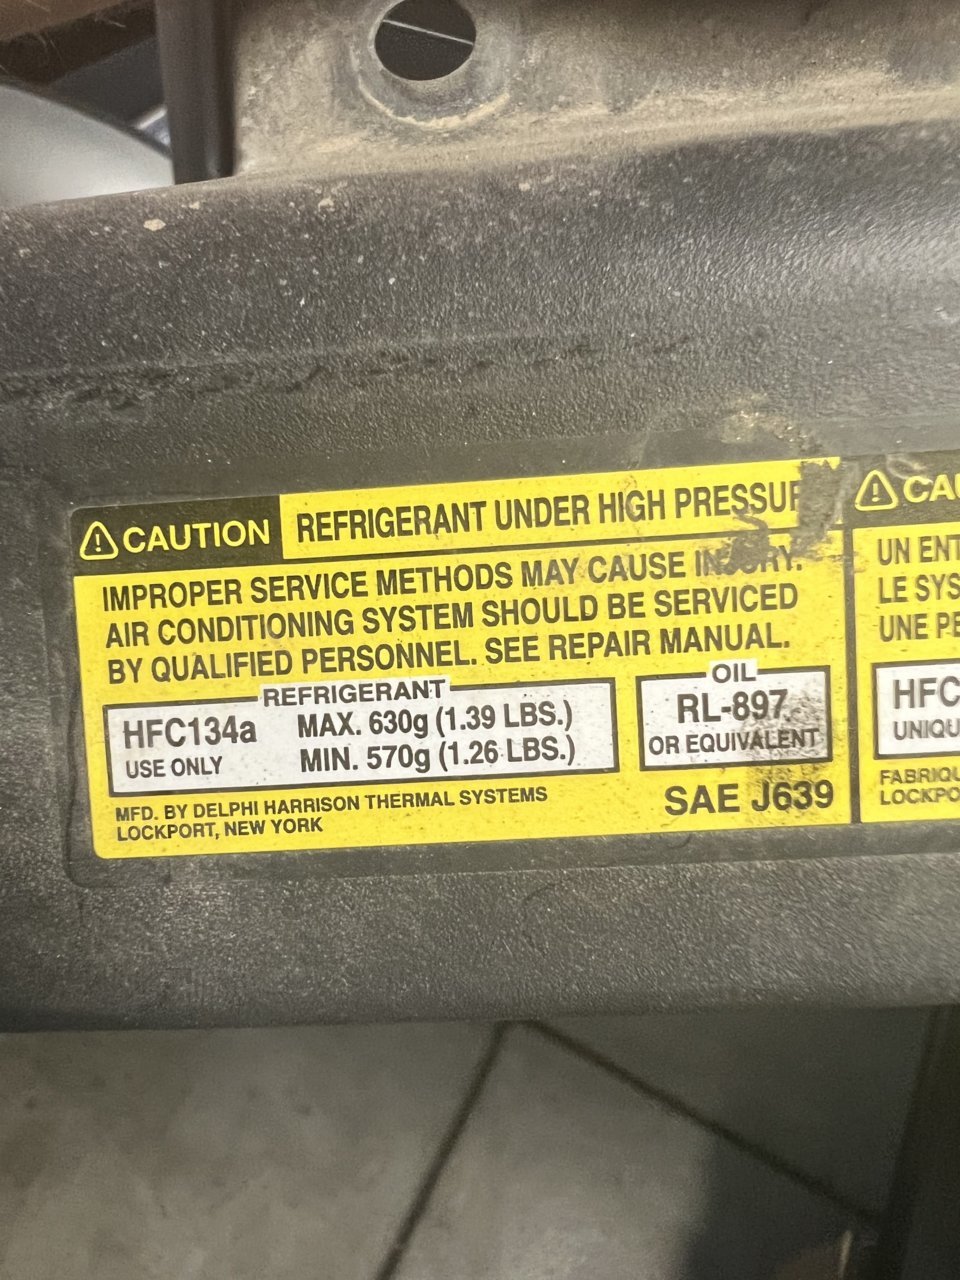 CAUTION REFRIGERANT UNDER HIGH
IMPROPER SERVICE METHODS MAY CAUSE INJURY.
AIR CONDITIONING SYSTEM SHOULD BE SERVICED
BY QUALIFIED PERSONNEL. SEE REPAIR MANUAL.
REFRIGERANT
HFC134a MAX. 630g (1.39 LBS.)
USE ONLY MIN. 570g (1.26 LBS.)
OIL
RL-897
OR EQUIVALENT
MFD. BY DELPHI HARRISON THERMAL SYSTEMS
LOCKPORT, NEW YORK
SAE J639
CAU
UN ENT
LE SYS
UNE PE
HFC
UNIQU
FABRIQU
LOCKPO